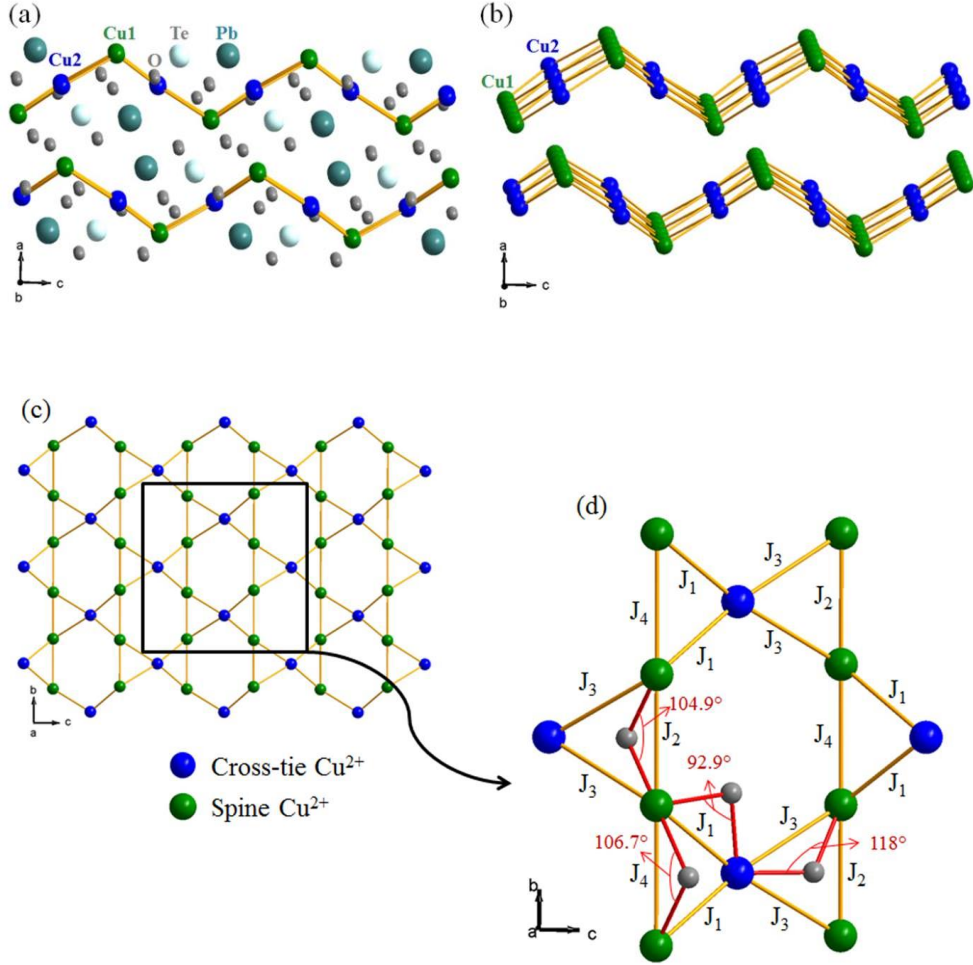 (a)
Cu1
Te
Pb
Cu2
O
a
b
c
(b)
Cu2
Cu1
a
b
c
(c)
b
a
c
Cross-tie Cu²⁺
Spine Cu²⁺
(d)
J₁
J₃
J₄
J₂
J₁
J₃
J₃
104.9°
J₁
J₂
J₄
92.9°
J₃
J₁
J₁
J₃
106.7°
118°
J₄
J₂
J₁
J₃
b
a
c